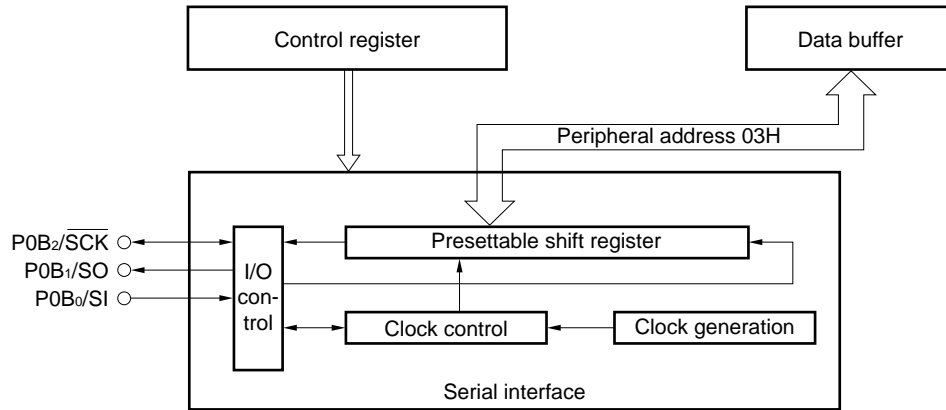 Control register
Data buffer
Peripheral address 03H
P0B₂/S̅C̅K̅
Presettable shift register
P0B₁/SO
P0B₀/SI
I/O
con-
trol
Clock control
Clock generation
Serial interface